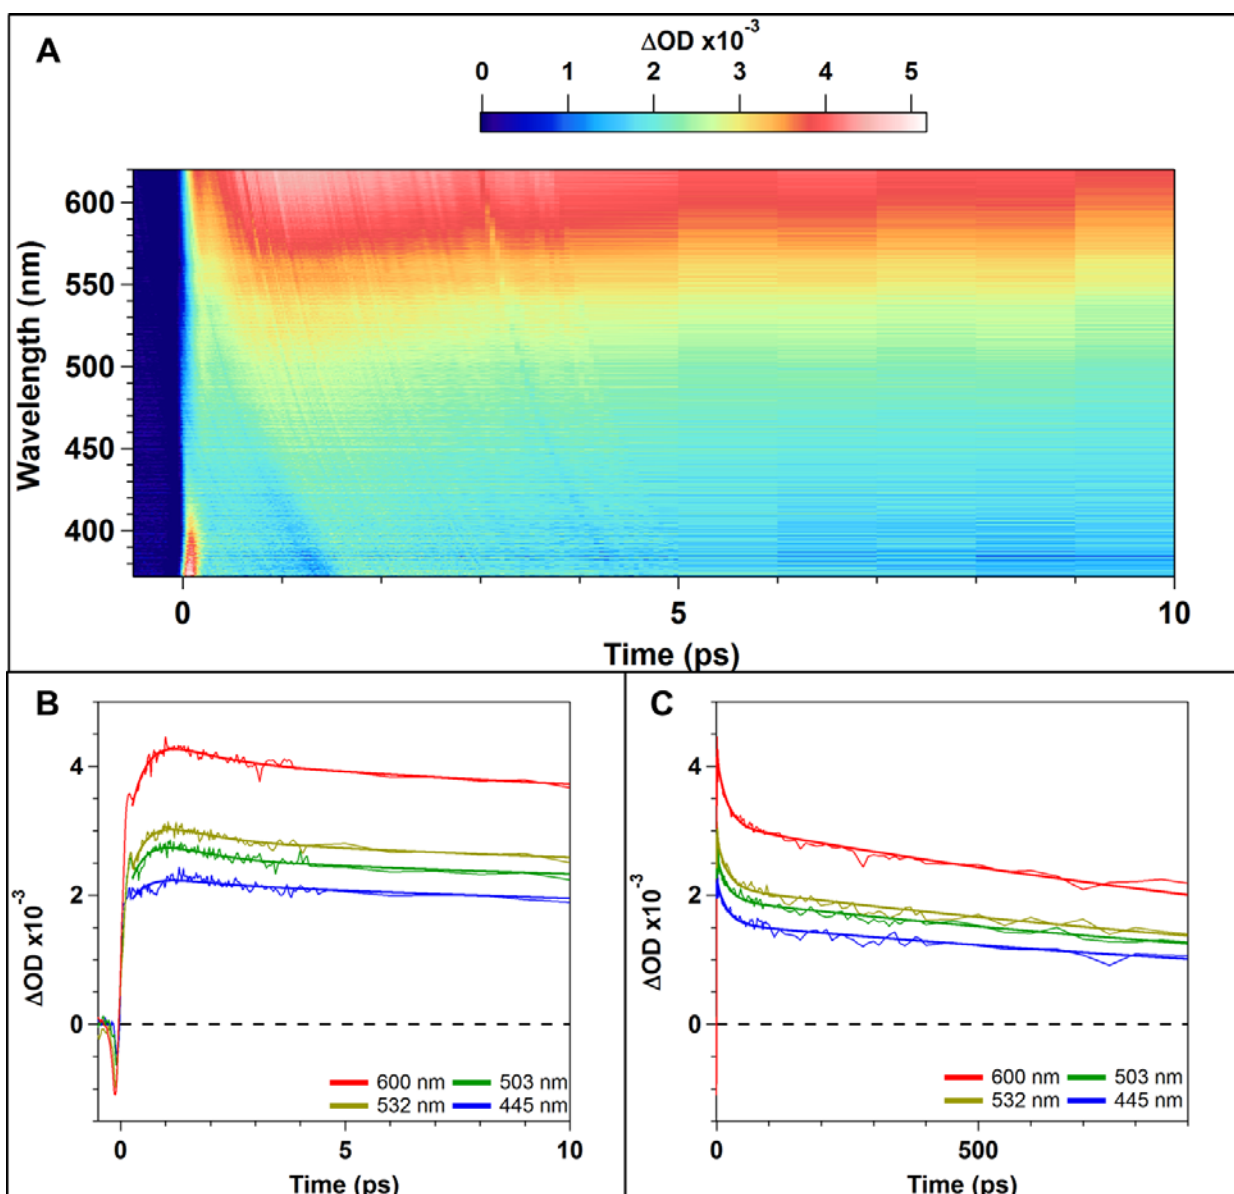 A
ΔOD x10⁻³
0 1 2 3 4 5
600
550
500
450
400
Wavelength (nm)
0 5 10
Time (ps)
B
4
2
0
ΔOD x10⁻³
600 nm 503 nm
532 nm 445 nm
0 5 10
Time (ps)
C
4
2
0
ΔOD x10⁻³
600 nm 503 nm
532 nm 445 nm
0 500
Time (ps)